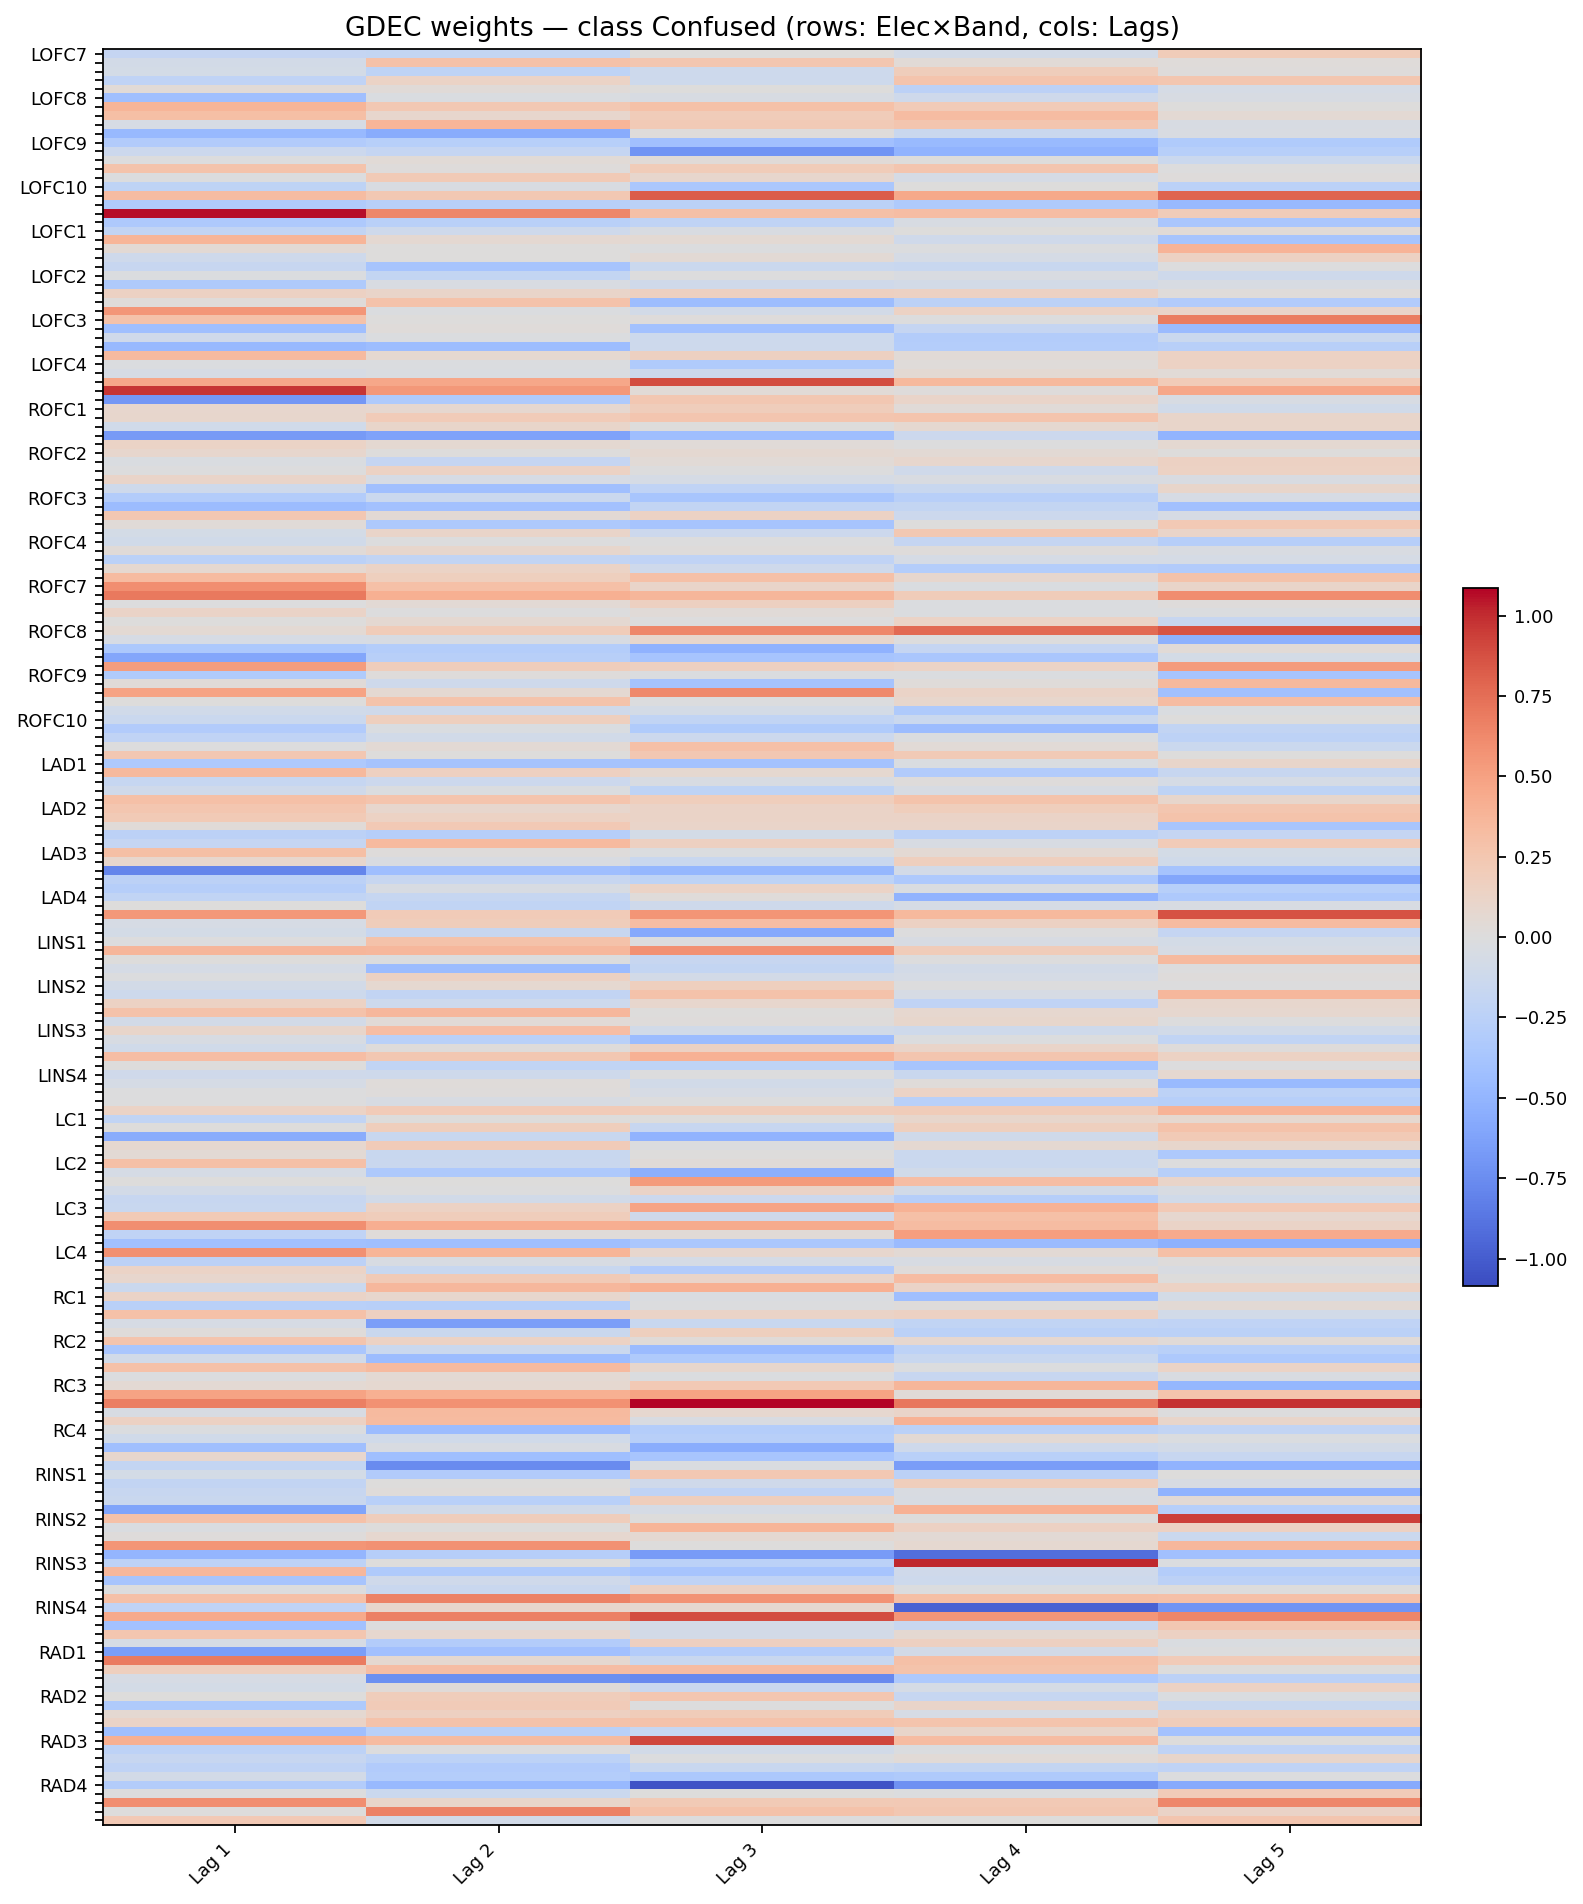 GDEC weights — class Confused (rows: Elec×Band, cols: Lags)
LOFC7
LOFC8
LOFC9
LOFC10
LOFC1
LOFC2
LOFC3
LOFC4
ROFC1
ROFC2
ROFC3
ROFC4
ROFC7
ROFC8
ROFC9
ROFC10
LAD1
LAD2
LAD3
LAD4
LINS1
LINS2
LINS3
LINS4
LC1
LC2
LC3
LC4
RC1
RC2
RC3
RC4
RINS1
RINS2
RINS3
RINS4
RAD1
RAD2
RAD3
RAD4
Lag 1
Lag 2
Lag 3
Lag 4
Lag 5
1.00
0.75
0.50
0.25
0.00
−0.25
−0.50
−0.75
−1.00